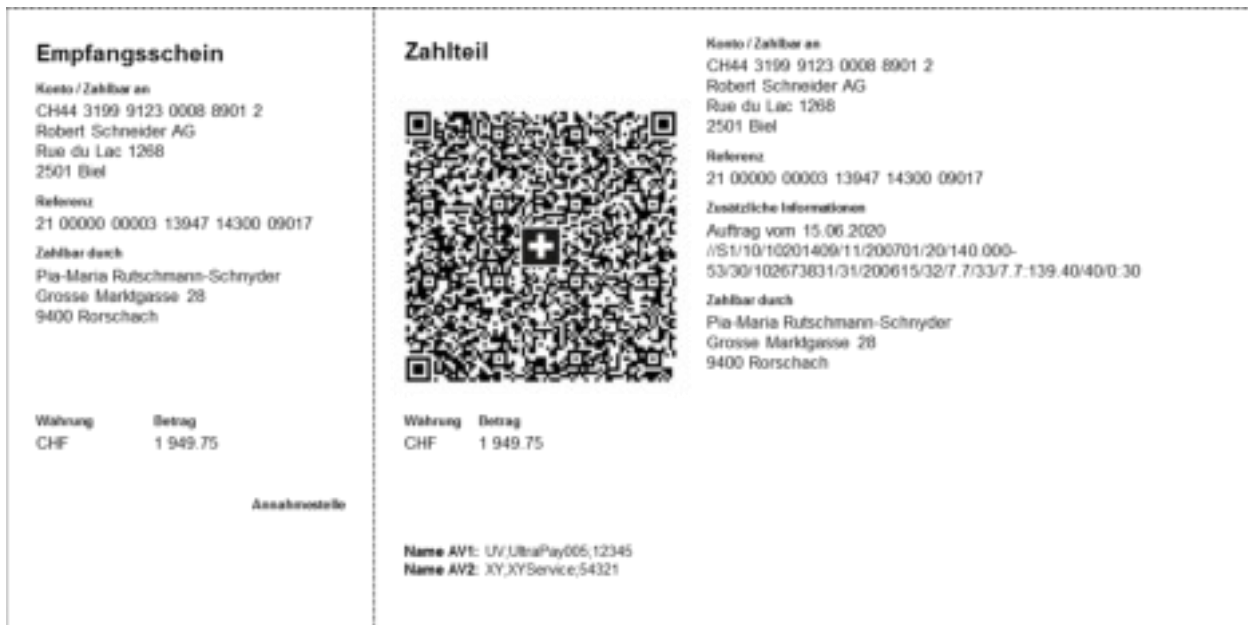 Empfangsschein
Konto / Zahlbar an
CH44 3199 9123 0008 8901 2
Robert Schneider AG
Rue du Lac 1268
2501 Biel
Referenz
21 00000 00003 13947 14300 09017
Zahlbar durch
Pia-Maria Rutschmann-Schnyder
Grosse Marktgasse 28
9400 Rorschach
Währung Betrag
CHF 1 949.75
Annahmestelle
Zahlteil
Währung Betrag
CHF 1 949.75
Name AV1: UV;UltraPay005;12345
Name AV2: XY;XYService;54321
Konto / Zahlbar an
CH44 3199 9123 0008 8901 2
Robert Schneider AG
Rue du Lac 1268
2501 Biel
Referenz
21 00000 00003 13947 14300 09017
Zusätzliche Informationen
Auftrag vom 15.06.2020
//S1/10/10201409/11/200701/20/140.000-
53/30/102673831/31/200615/32/7.7/33/7.7:139.40/40/0:30
Zahlbar durch
Pia-Maria Rutschmann-Schnyder
Grosse Marktgasse 28
9400 Rorschach